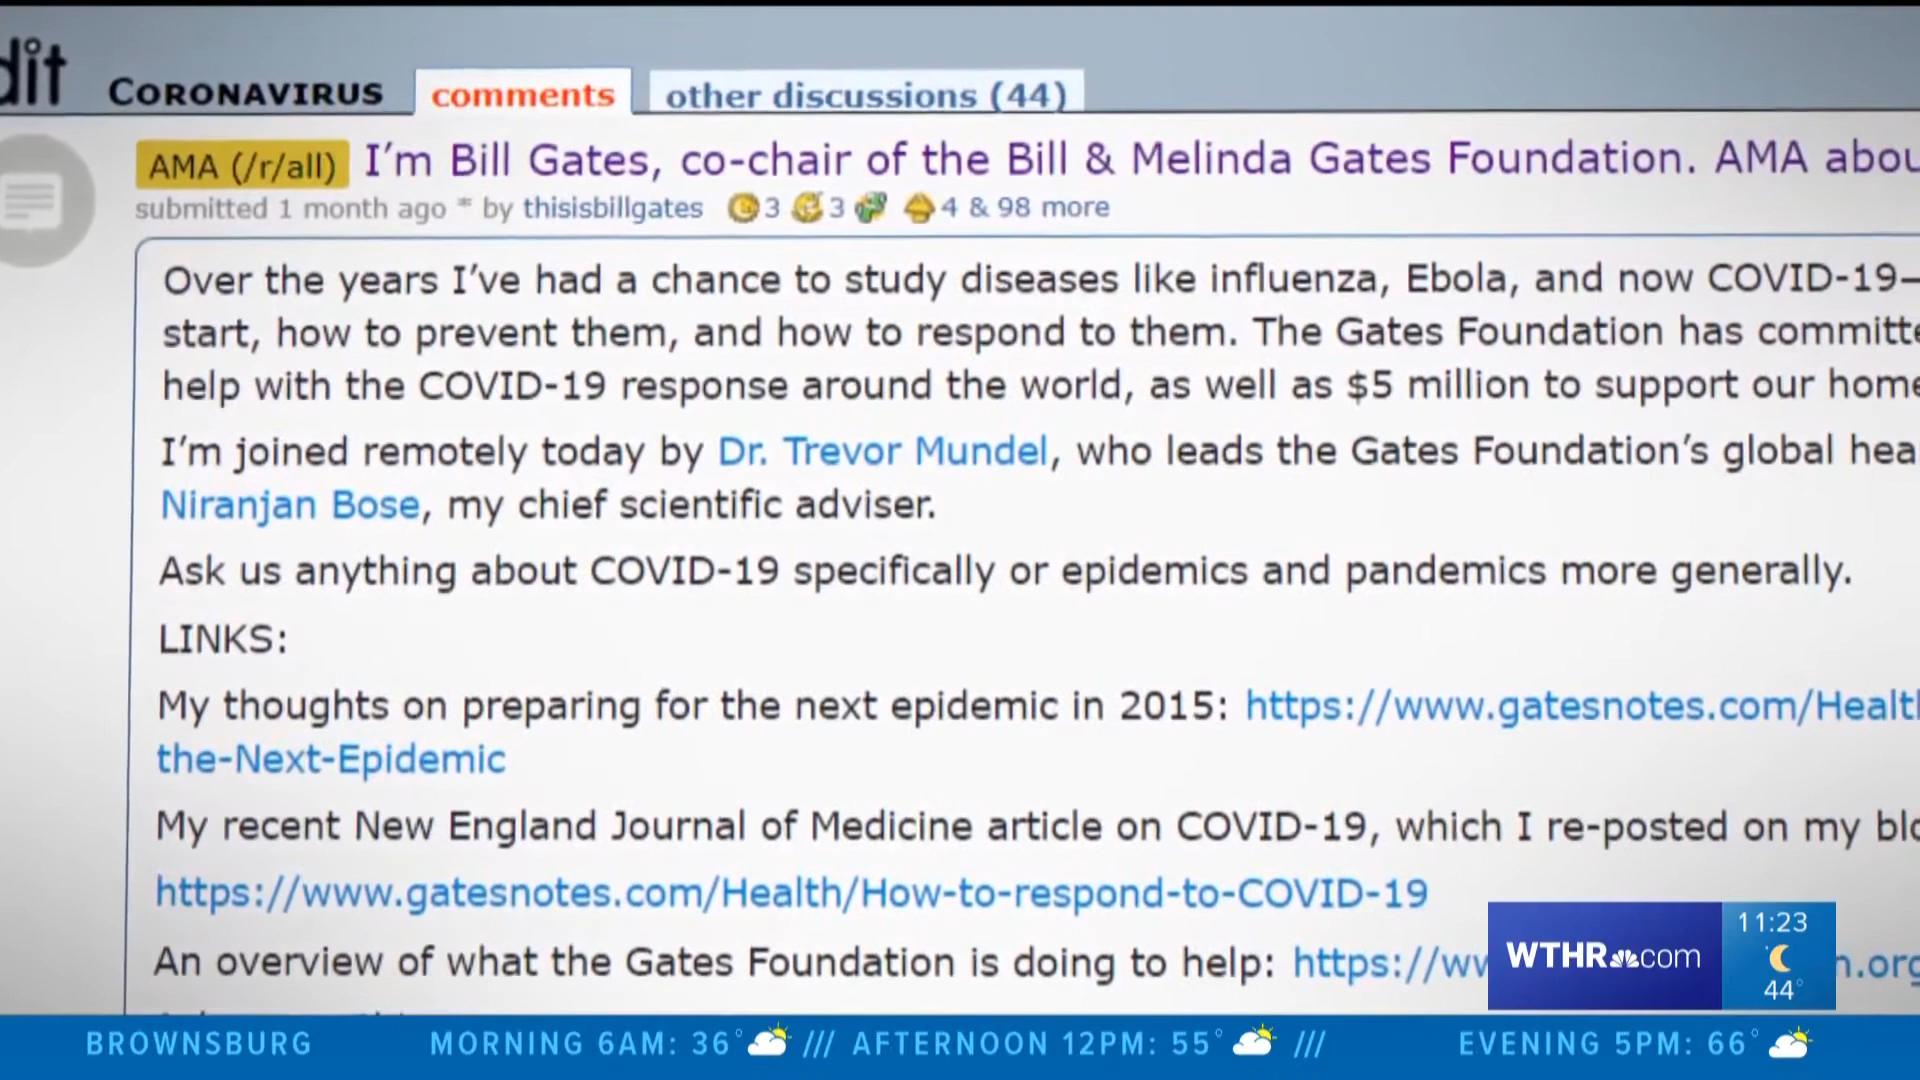 dit CORONAVIRUS comments other discussions (44)
AMA (/r/all) I'm Bill Gates, co-chair of the Bill & Melinda Gates Foundation. AMA abou
submitted 1 month ago * by thisisbillgates 3 3 4 & 98 more
Over the years I've had a chance to study diseases like influenza, Ebola, and now COVID-19—
start, how to prevent them, and how to respond to them. The Gates Foundation has committe
help with the COVID-19 response around the world, as well as $5 million to support our home
I'm joined remotely today by Dr. Trevor Mundel, who leads the Gates Foundation's global hea
Niranjan Bose, my chief scientific adviser.
Ask us anything about COVID-19 specifically or epidemics and pandemics more generally.
LINKS:
My thoughts on preparing for the next epidemic in 2015: https://www.gatesnotes.com/Health
the-Next-Epidemic
My recent New England Journal of Medicine article on COVID-19, which I re-posted on my blo
https://www.gatesnotes.com/Health/How-to-respond-to-COVID-19
An overview of what the Gates Foundation is doing to help: https://ww n.org
WTHR.com
11:23
44°
BROWNSBURG MORNING 6AM: 36° /// AFTERNOON 12PM: 55° /// EVENING 5PM: 66°